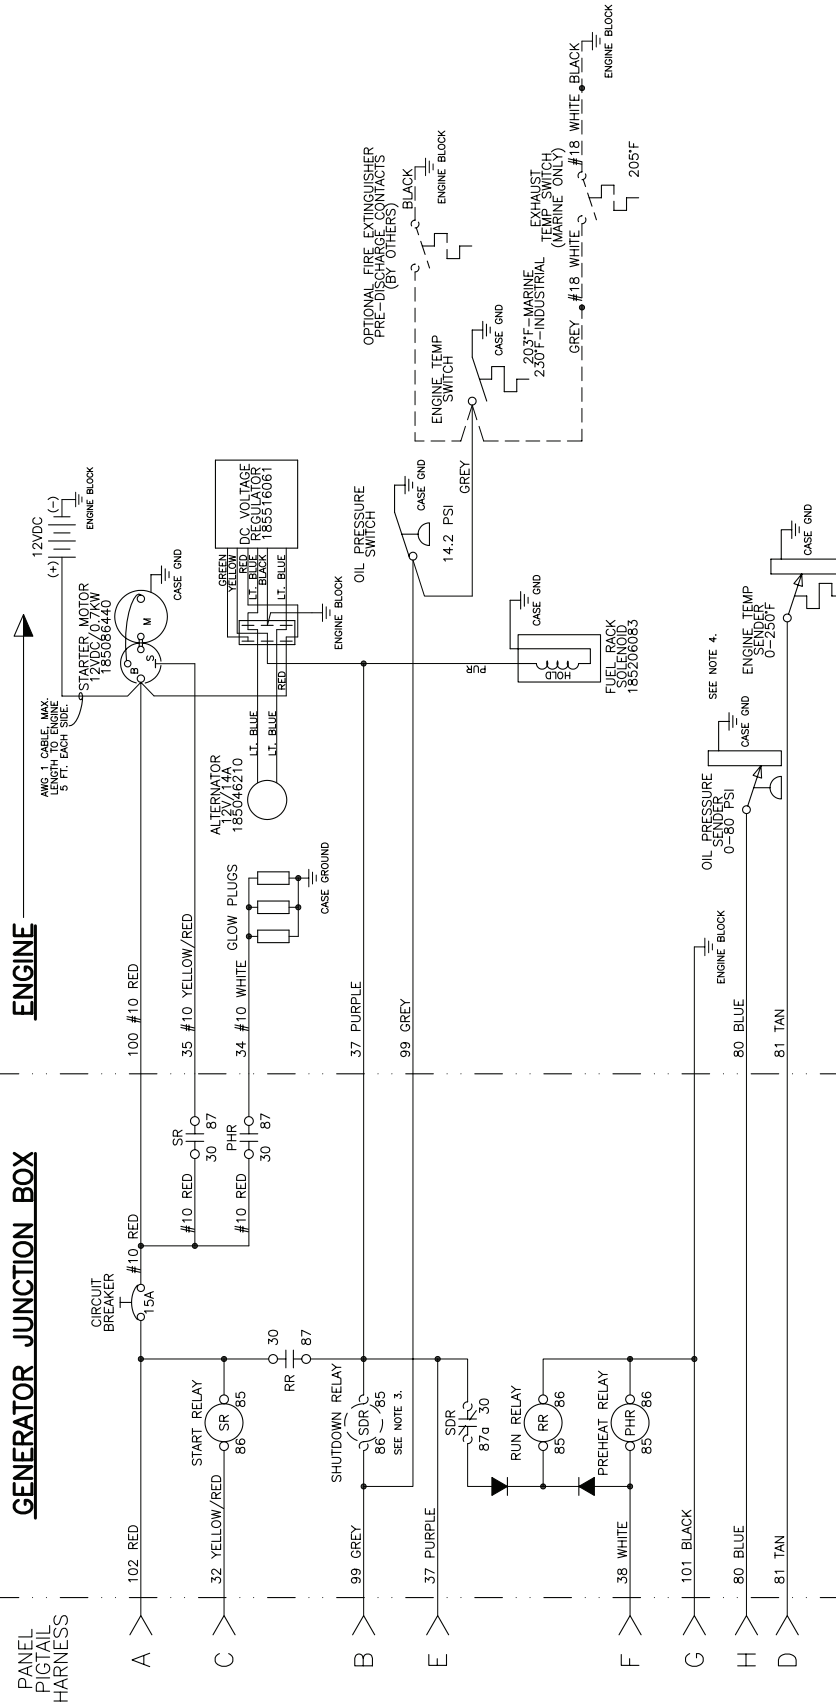 PANEL
PIGTAIL
HARNESS
GENERATOR JUNCTION BOX
ENGINE
A
102 RED
CIRCUIT
BREAKER
15A
#10 RED
100 #10 RED
AWG 1 CABLE, MAX.
LENGTH TO ENGINE
5 FT. EACH SIDE.
STARTER MOTOR
12VDC/0.7KW
185086440
B
S
M
CASE GND
12VDC
(+)
(-)
ENGINE BLOCK
C
32 YELLOW/RED
START RELAY
86
SR
85
30
87
RR
#10 RED
SR
30
87
35 #10 YELLOW/RED
#10 RED
PHR
30
87
34 #10 WHITE
GLOW PLUGS
CASE GROUND
ALTERNATOR
12V/14A
185046210
LT. BLUE
LT. BLUE
RED
ENGINE BLOCK
GREEN
YELLOW
RED
LT. BLUE
BLACK
LT. BLUE
DC VOLTAGE
REGULATOR
185516061
B
99 GREY
SHUTDOWN RELAY
86
SDR
85
SEE NOTE 3.
37 PURPLE
PUR
HOLD
FUEL RACK
SOLENOID
185206083
CASE GND
99 GREY
OIL PRESSURE
SWITCH
14.2 PSI
CASE GND
GREY
ENGINE TEMP
SWITCH
CASE GND
203°F-MARINE
230°F-INDUSTRIAL
OPTIONAL FIRE EXTINGUISHER
PRE-DISCHARGE CONTACTS
(BY OTHERS)
BLACK
ENGINE BLOCK
GREY
#18 WHITE
EXHAUST
TEMP SWITCH
(MARINE ONLY)
205°F
#18 WHITE
BLACK
ENGINE BLOCK
E
37 PURPLE
SDR
87a
30
RUN RELAY
85
RR
86
F
38 WHITE
PREHEAT RELAY
85
PHR
86
G
101 BLACK
ENGINE BLOCK
H
80 BLUE
80 BLUE
OIL PRESSURE
SENDER
0-80 PSI
CASE GND
SEE NOTE 4.
D
81 TAN
81 TAN
ENGINE TEMP
SENDER
0-250°F
CASE GND